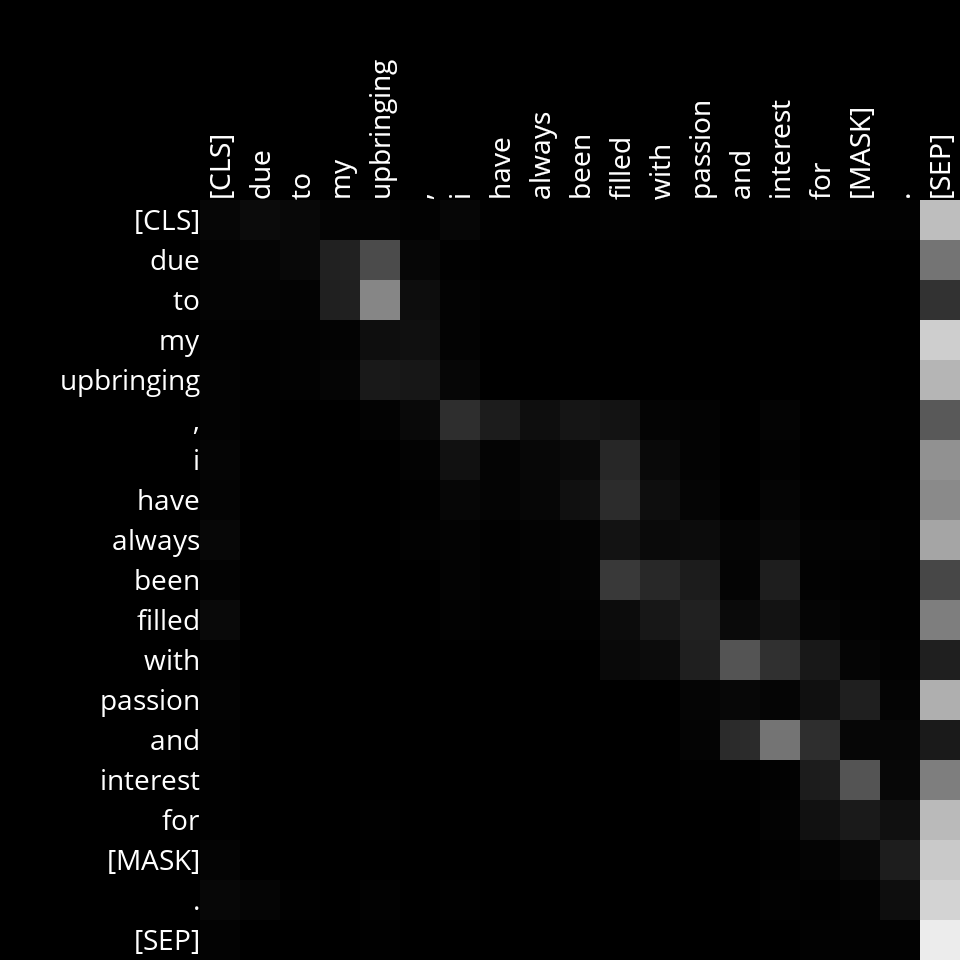 [CLS] due to my upbringing , i have always been filled with passion and interest for [MASK] . [SEP]
[CLS]
due
to
my
upbringing
,
i
have
always
been
filled
with
passion
and
interest
for
[MASK]
.
[SEP]